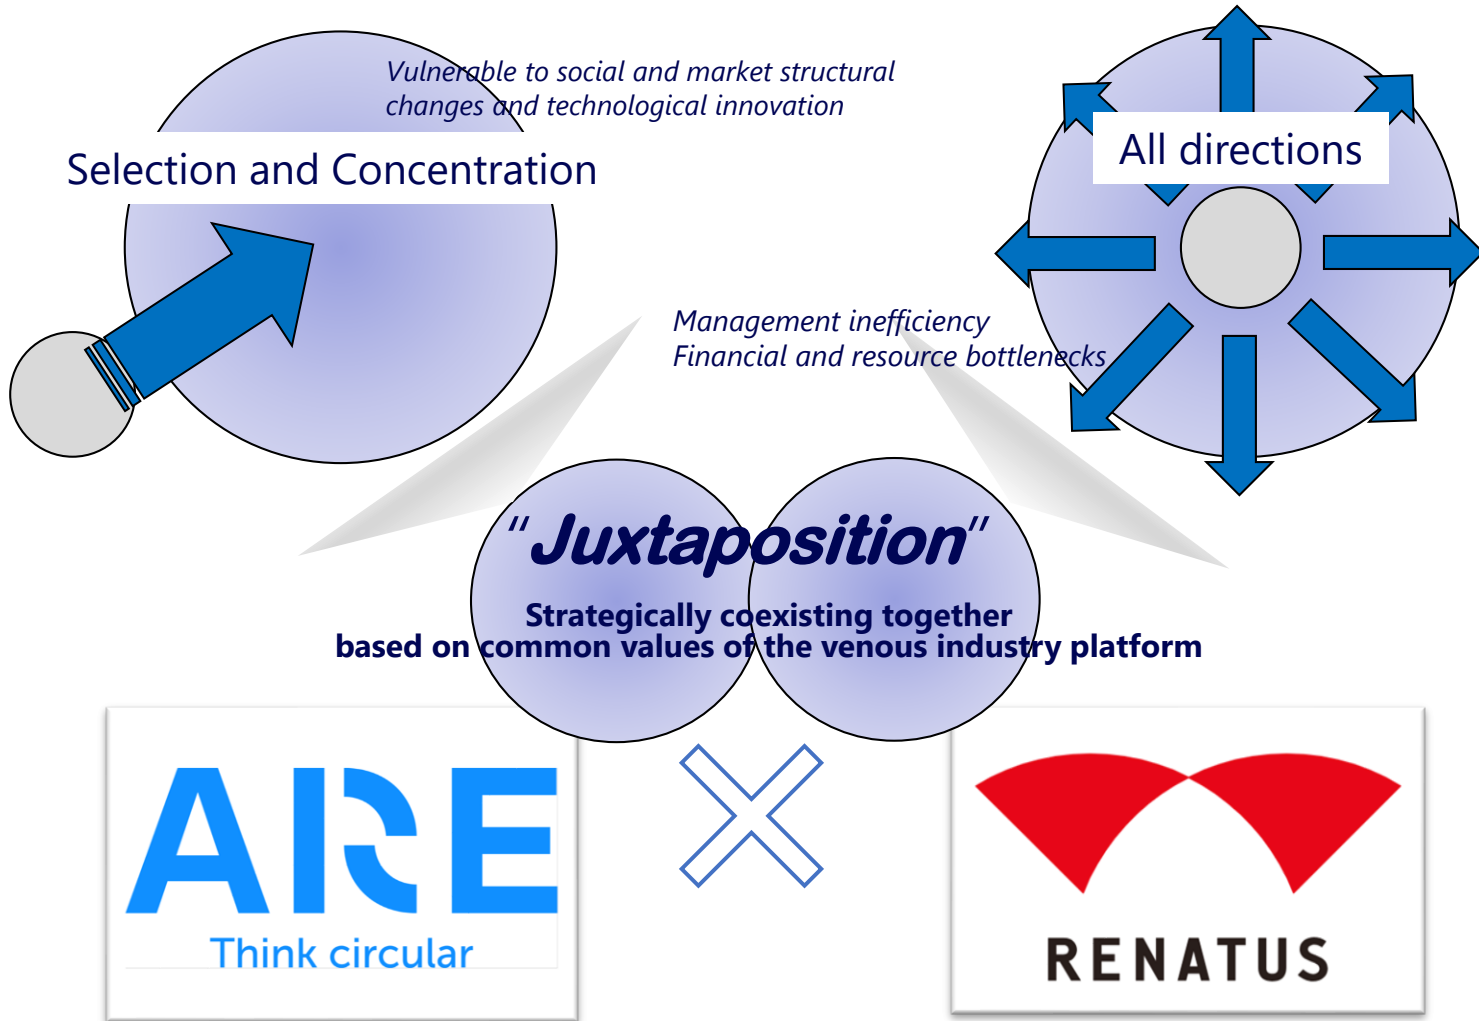 Vulnerable to social and market structural
changes and technological innovation
Selection and Concentration
All directions
Management inefficiency
Financial and resource bottlenecks
"Juxtaposition"
Strategically coexisting together
based on common values of the venous industry platform
ARE
Think circular
RENATUS